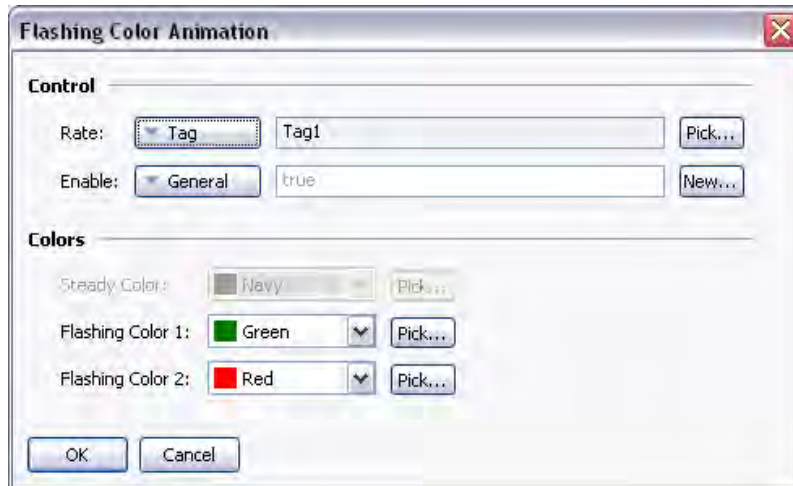 Flashing Color Animation
Control
Rate: Tag Tag1 Pick...
Enable: General true New...
Colors
Steady Color: Navy Pick...
Flashing Color 1: Green Pick...
Flashing Color 2: Red Pick...
OK Cancel